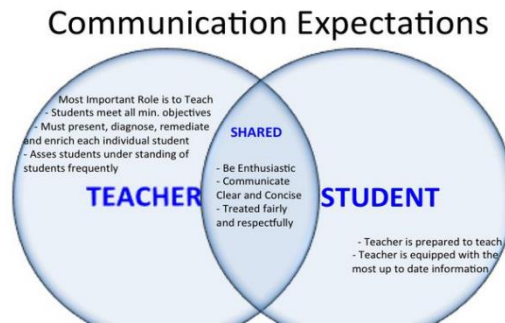 Communication Expectations
Most Important Role is to Teach
- Students meet all min. objectives
- Must present, diagnose, remediate
and enrich each individual student
- Asses students under standing of
students frequently
TEACHER
SHARED
- Be Enthusiastic
- Communicate
Clear and Concise
- Treated fairly
and respectfully
STUDENT
- Teacher is prepared to teach
- Teacher is equipped with the
most up to date information